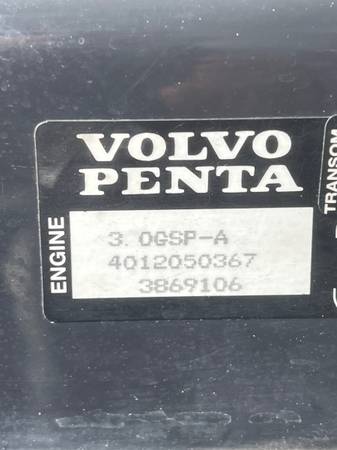 VOLVO
PENTA
ENGINE
3.0GSP-A
4012050367
3869106
TRANSOM